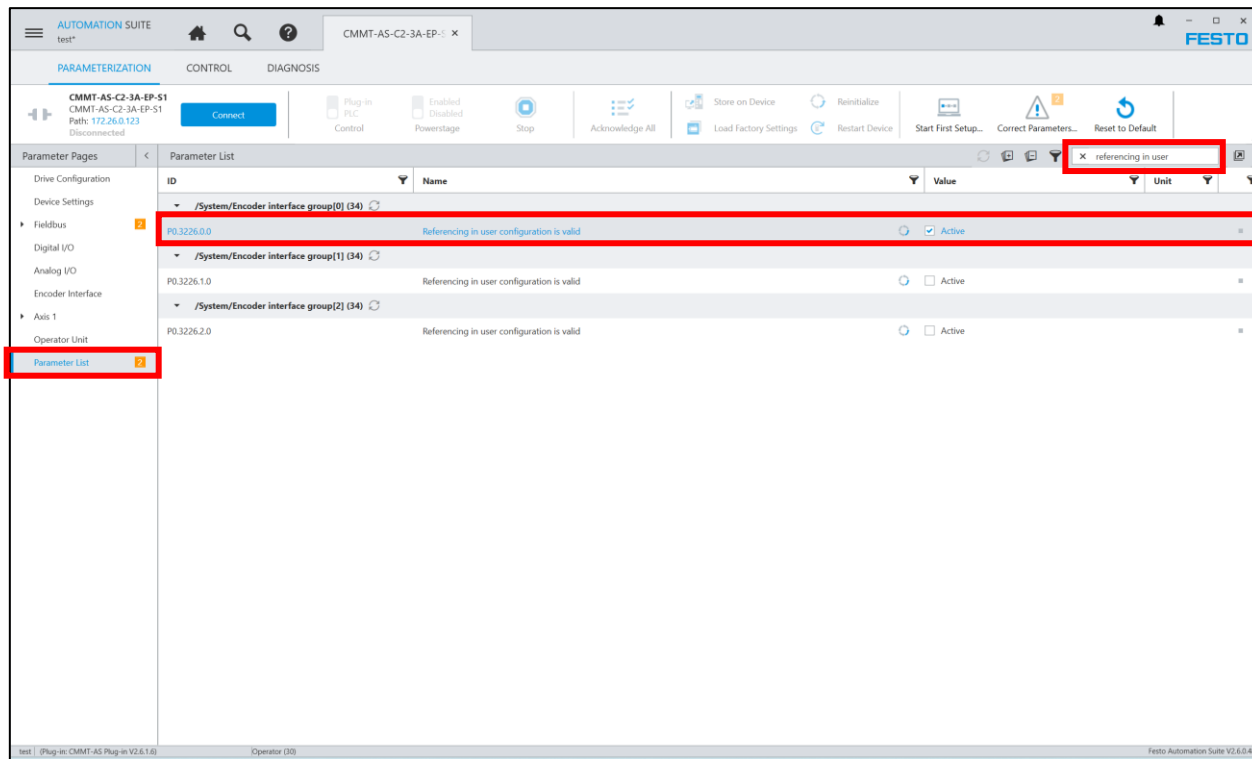 AUTOMATION SUITE
test*
CMMT-AS-C2-3A-EP-S ×
FESTO
PARAMETERIZATION CONTROL DIAGNOSIS
CMMT-AS-C2-3A-EP-S1
CMMT-AS-C2-3A-EP-S1
Path: 172.26.0.123
Disconnected
Connect
Plug-in
PLC
Control
Enabled
Disabled
Powerstage
Stop
Acknowledge All
Store on Device
Load Factory Settings
Reinitialize
Restart Device
Start First Setup...
2
Correct Parameters...
Reset to Default
Parameter Pages <
Parameter List
× referencing in user
Drive Configuration
Device Settings
Fieldbus 2
Digital I/O
Analog I/O
Encoder Interface
Axis 1
Operator Unit
Parameter List 2
ID Name Value Unit
/System/Encoder interface group[0] (34)
P0.3226.0.0 Referencing in user configuration is valid Active
/System/Encoder interface group[1] (34)
P0.3226.1.0 Referencing in user configuration is valid Active
/System/Encoder interface group[2] (34)
P0.3226.2.0 Referencing in user configuration is valid Active
test (Plug-in: CMMT-AS Plug-in V2.6.1.6) Operator (30) Festo Automation Suite V2.6.0.4